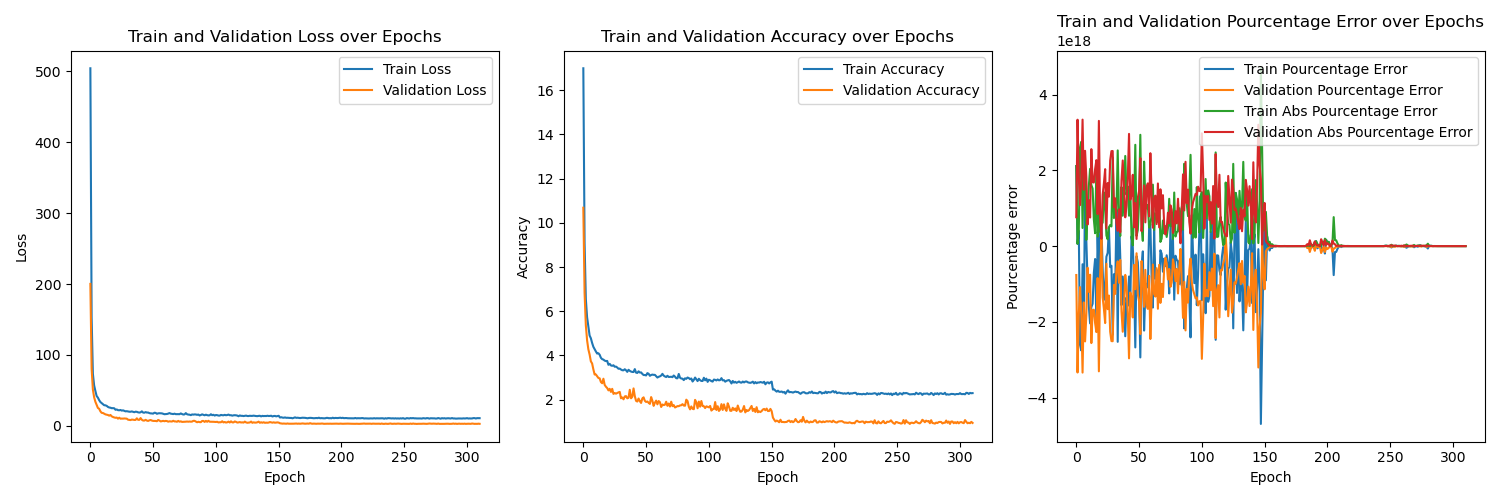 Train and Validation Loss over Epochs
Loss
500
400
300
200
100
0
0 50 100 150 200 250 300
Epoch
Train Loss
Validation Loss
Train and Validation Accuracy over Epochs
Accuracy
16
14
12
10
8
6
4
2
0 50 100 150 200 250 300
Epoch
Train Accuracy
Validation Accuracy
Train and Validation Pourcentage Error over Epochs
1e18
Pourcentage error
4
2
0
−2
−4
0 50 100 150 200 250 300
Epoch
Train Pourcentage Error
Validation Pourcentage Error
Train Abs Pourcentage Error
Validation Abs Pourcentage Error